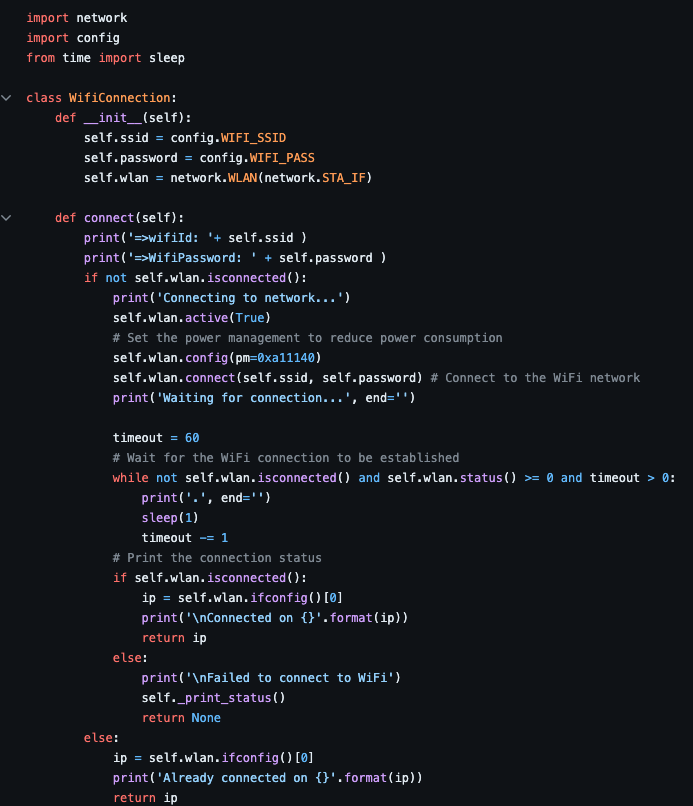 import network
import config
from time import sleep

class WifiConnection:
    def __init__(self):
        self.ssid = config.WIFI_SSID
        self.password = config.WIFI_PASS
        self.wlan = network.WLAN(network.STA_IF)

    def connect(self):
        print('=>wifiId: '+ self.ssid )
        print('=>WifiPassword: ' + self.password )
        if not self.wlan.isconnected():
            print('Connecting to network...')
            self.wlan.active(True)
            # Set the power management to reduce power consumption
            self.wlan.config(pm=0xa11140)
            self.wlan.connect(self.ssid, self.password) # Connect to the WiFi network
            print('Waiting for connection...', end='')

            timeout = 60
            # Wait for the WiFi connection to be established
            while not self.wlan.isconnected() and self.wlan.status() >= 0 and timeout > 0:
                print('.', end='')
                sleep(1)
                timeout -= 1
            # Print the connection status
            if self.wlan.isconnected():
                ip = self.wlan.ifconfig()[0]
                print('\nConnected on {}'.format(ip))
                return ip
            else:
                print('\nFailed to connect to WiFi')
                self._print_status()
                return None
        else:
            ip = self.wlan.ifconfig()[0]
            print('Already connected on {}'.format(ip))
            return ip